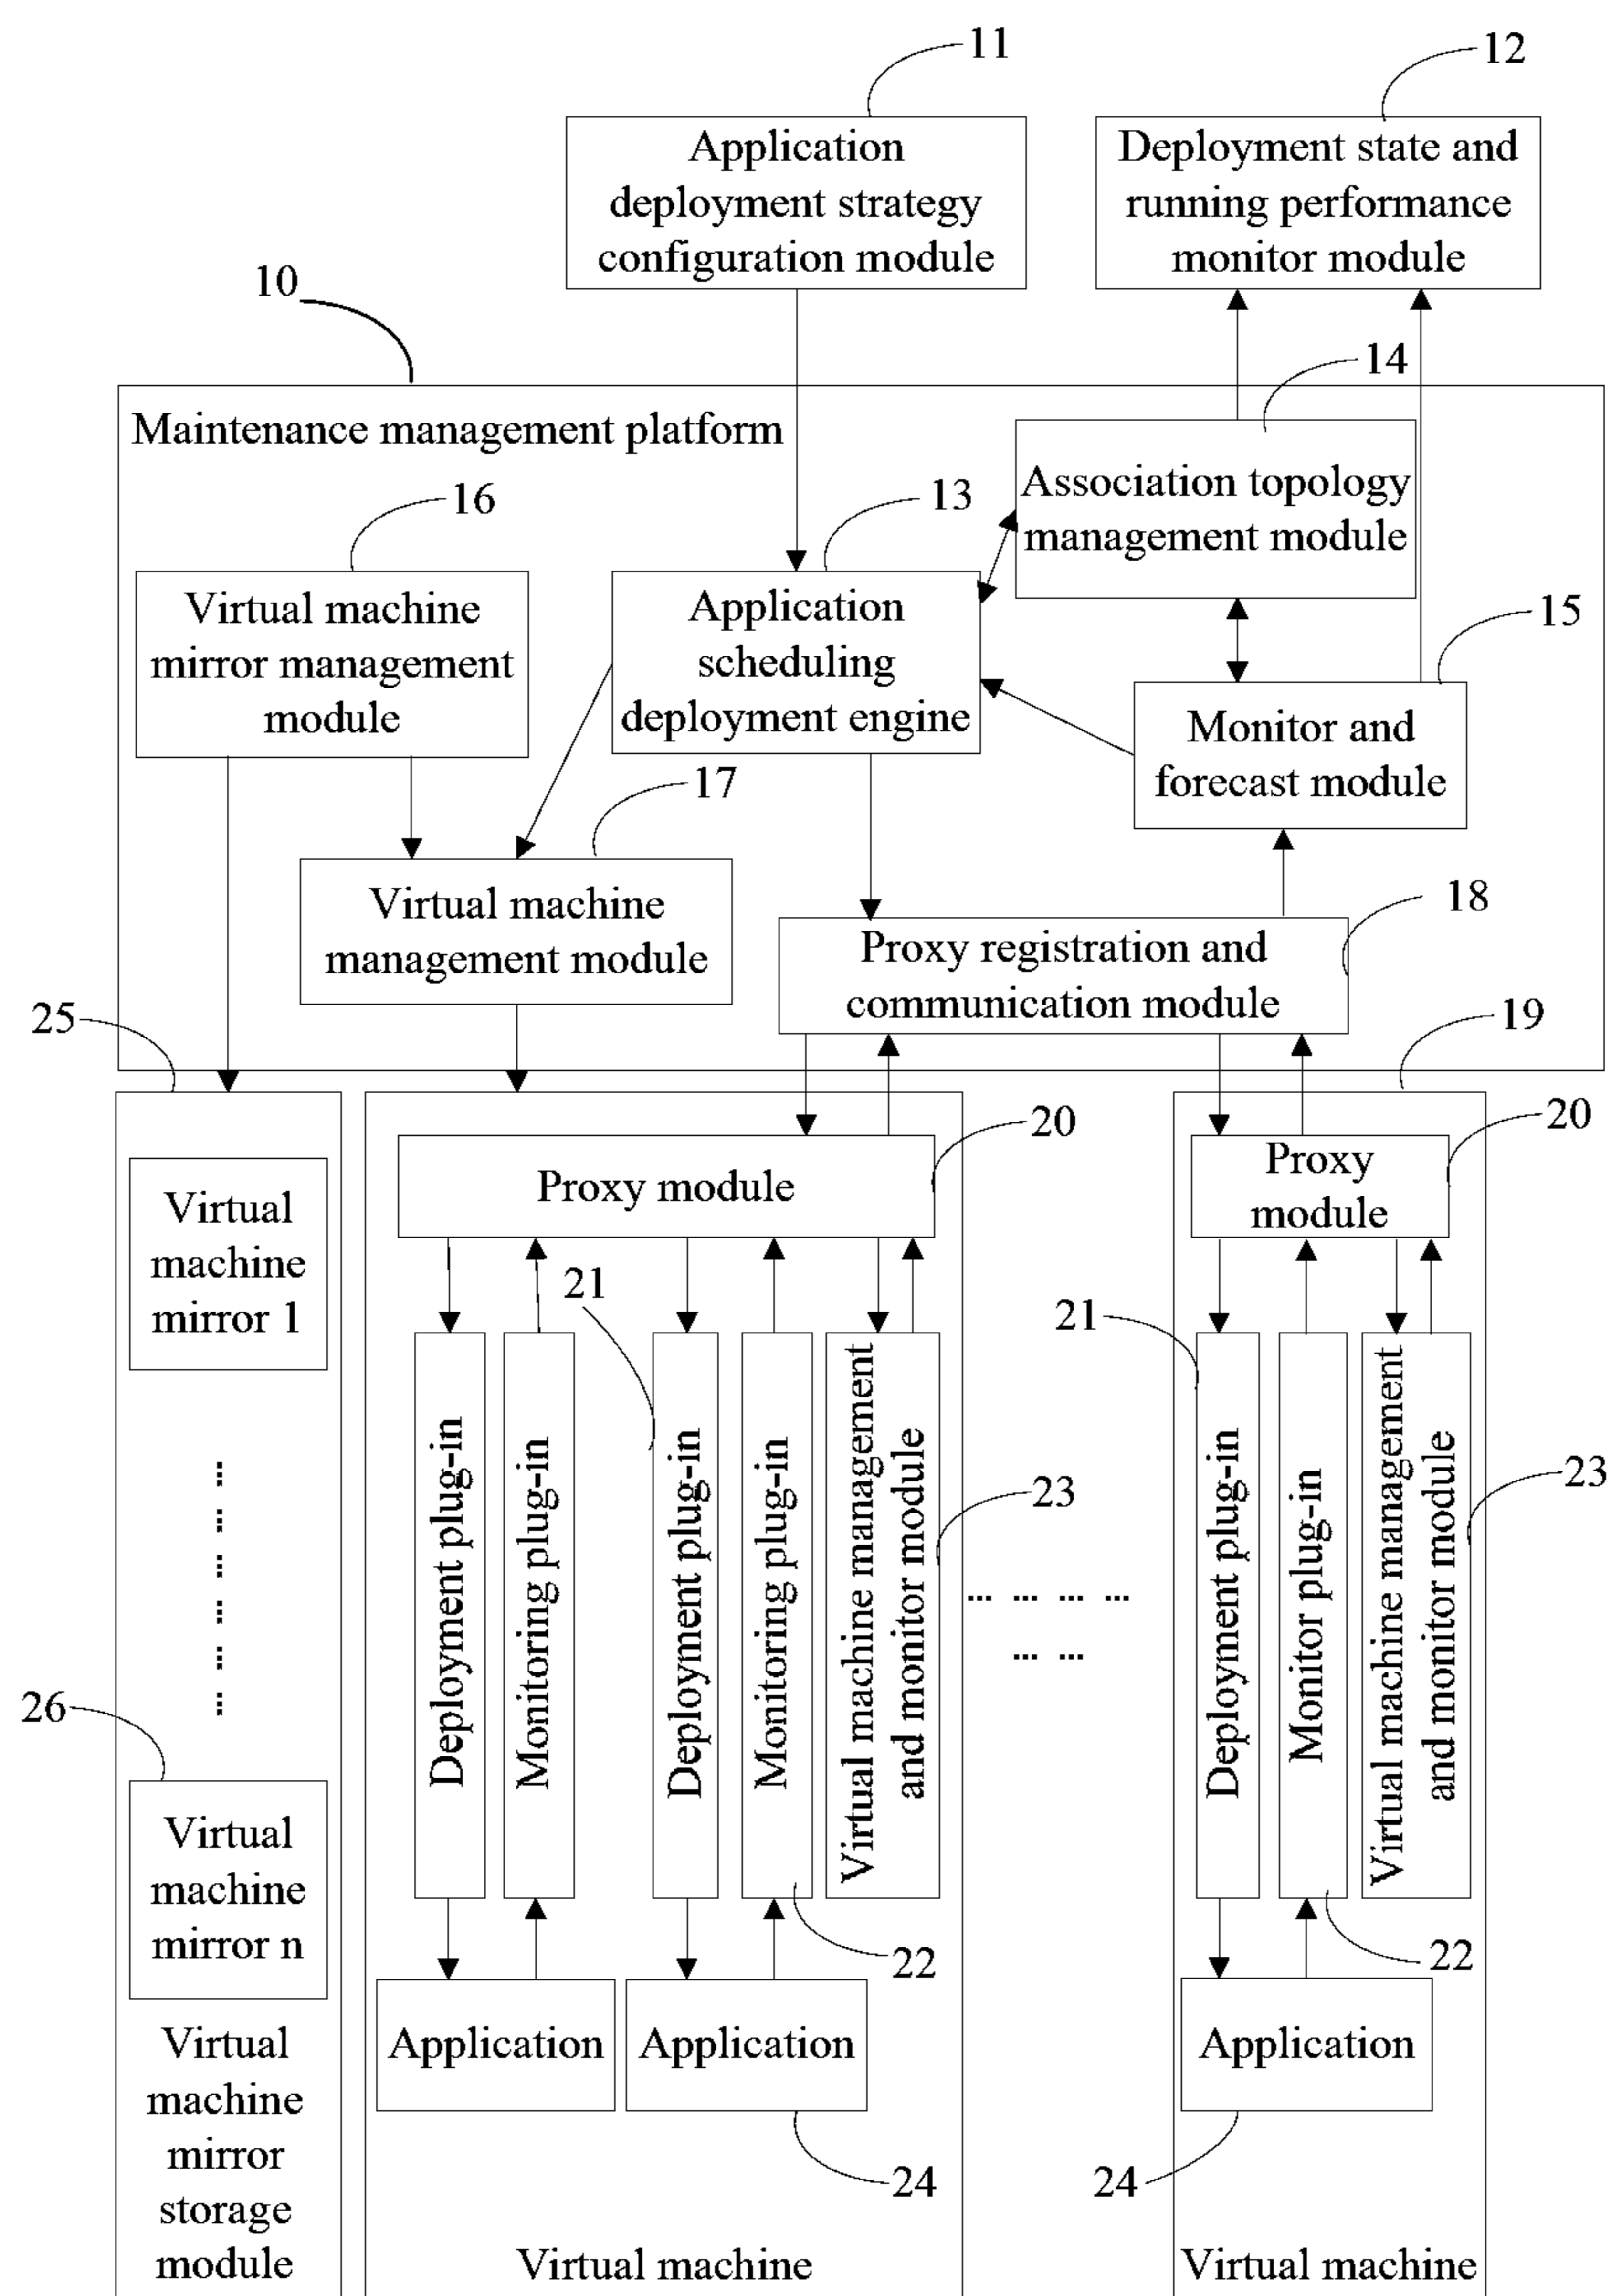 11
12
Application
deployment strategy
configuration module
Deployment state and
running performance
monitor module
10
14
Maintenance management platform
16
13
Association topology
management module
15
Virtual machine
mirror management
module
Application
scheduling
deployment engine
Monitor and
forecast module
17
18
Virtual machine
management module
Proxy registration and
communication module
25
19
20
20
Virtual
machine
mirror 1
Proxy module
Proxy
module
21
21
Deployment plug-in
Monitoring plug-in
Deployment plug-in
Monitoring plug-in
Virtual machine management
and monitor module
23
... ... ... ...
... ...
Deployment plug-in
Monitor plug-in
Virtual machine management
and monitor module
23
... ... ... ... ... ...
26
Virtual
machine
mirror n
22
22
Application
Application
Application
24
24
Virtual
machine
mirror
storage
module
Virtual machine
Virtual machine